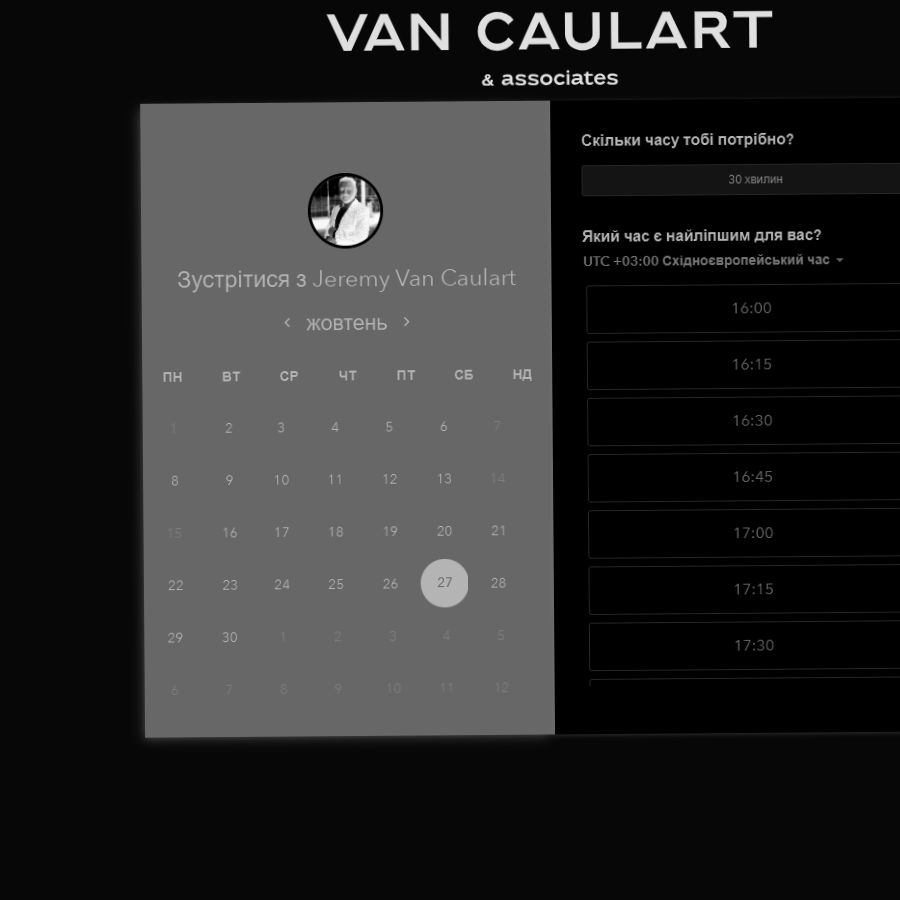 VAN CAULART
& associates
Зустрітися з Jeremy Van Caulart
жовтень
ПН ВТ СР ЧТ ПТ СБ НД
1 2 3 4 5 6 7
8 9 10 11 12 13 14
15 16 17 18 19 20 21
22 23 24 25 26 27 28
29 30 1 2 3 4 5
6 7 8 9 10 11 12
Скільки часу тобі потрібно?
30 хвилин
Який час є найліпшим для вас?
UTC +03:00 Східноєвропейський час
16:00
16:15
16:30
16:45
17:00
17:15
17:30